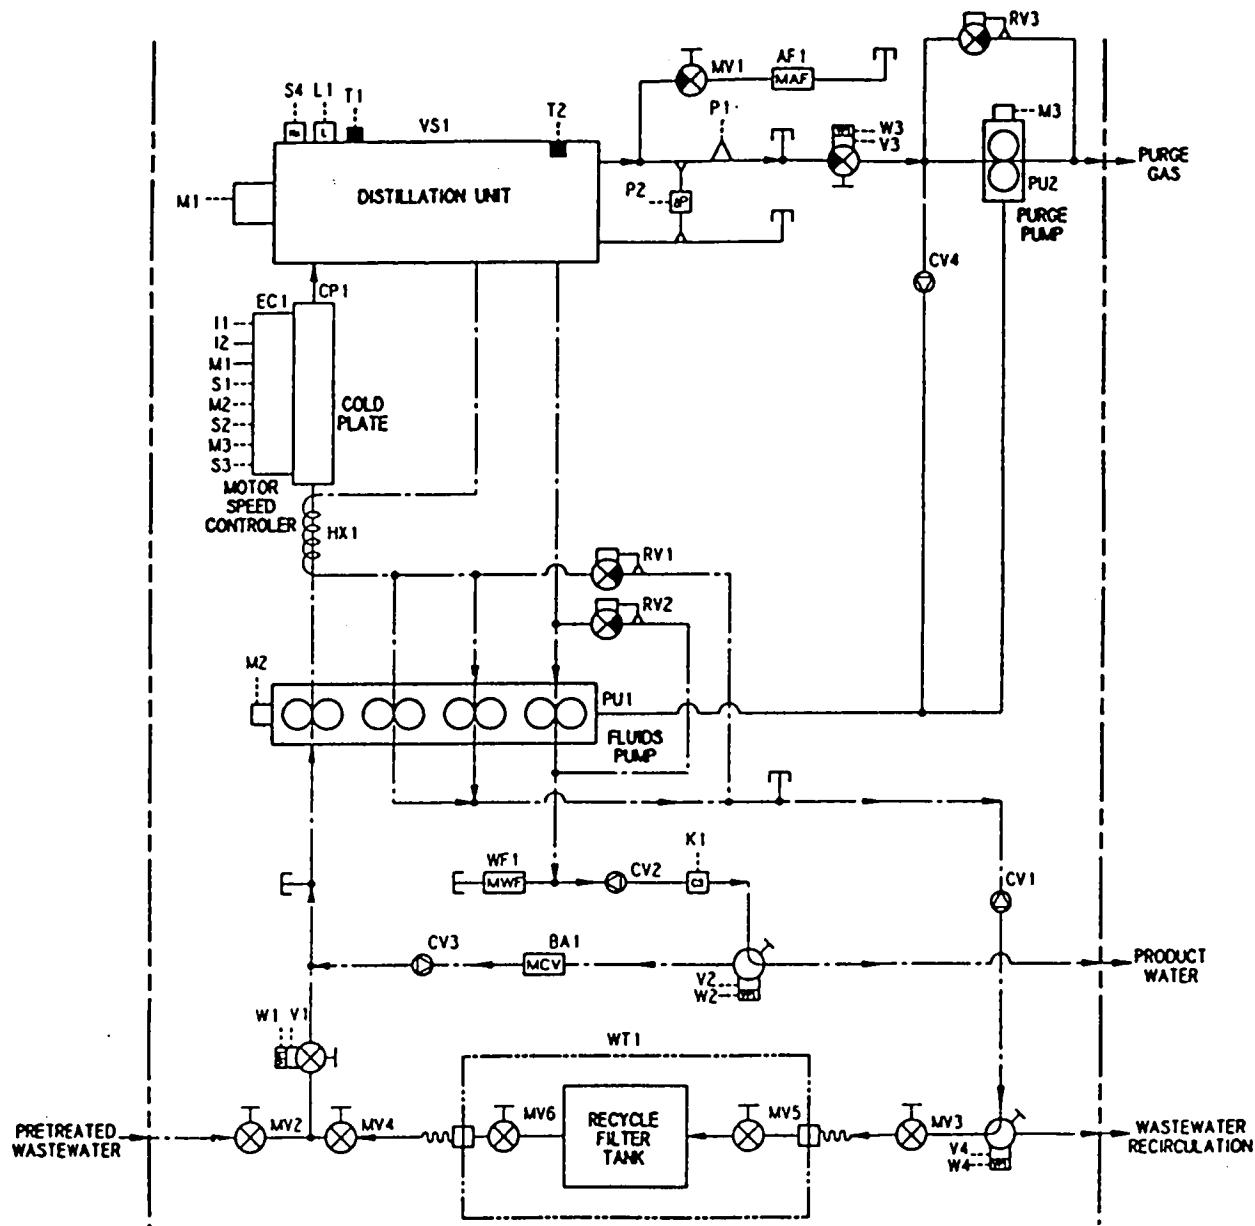 RV3
AF1
MV1
MAF
S4 L1 T1
VS1
T2
P1
M3
W3
V3
PURGE
GAS
M1
DISTILLATION UNIT
P2
ΔP
PU2
PURGE
PUMP
CV4
CP1
EC1
I1
I2
M1
S1
M2
S2
M3
S3
COLD
PLATE
MOTOR
SPEED
CONTROLER
HX1
RV1
RV2
M2
PU1
FLUIDS
PUMP
K1
WF1
MWF
CV2
CV1
CV3
BA1
MCV
PRODUCT
WATER
V2
W2
W1 V1
WT1
PRETREATED
WASTEWATER
MV2
MV4
MV6
RECYCLE
FILTER
TANK
MV5
MV3
V4
W4
WASTEWATER
RECIRCULATION